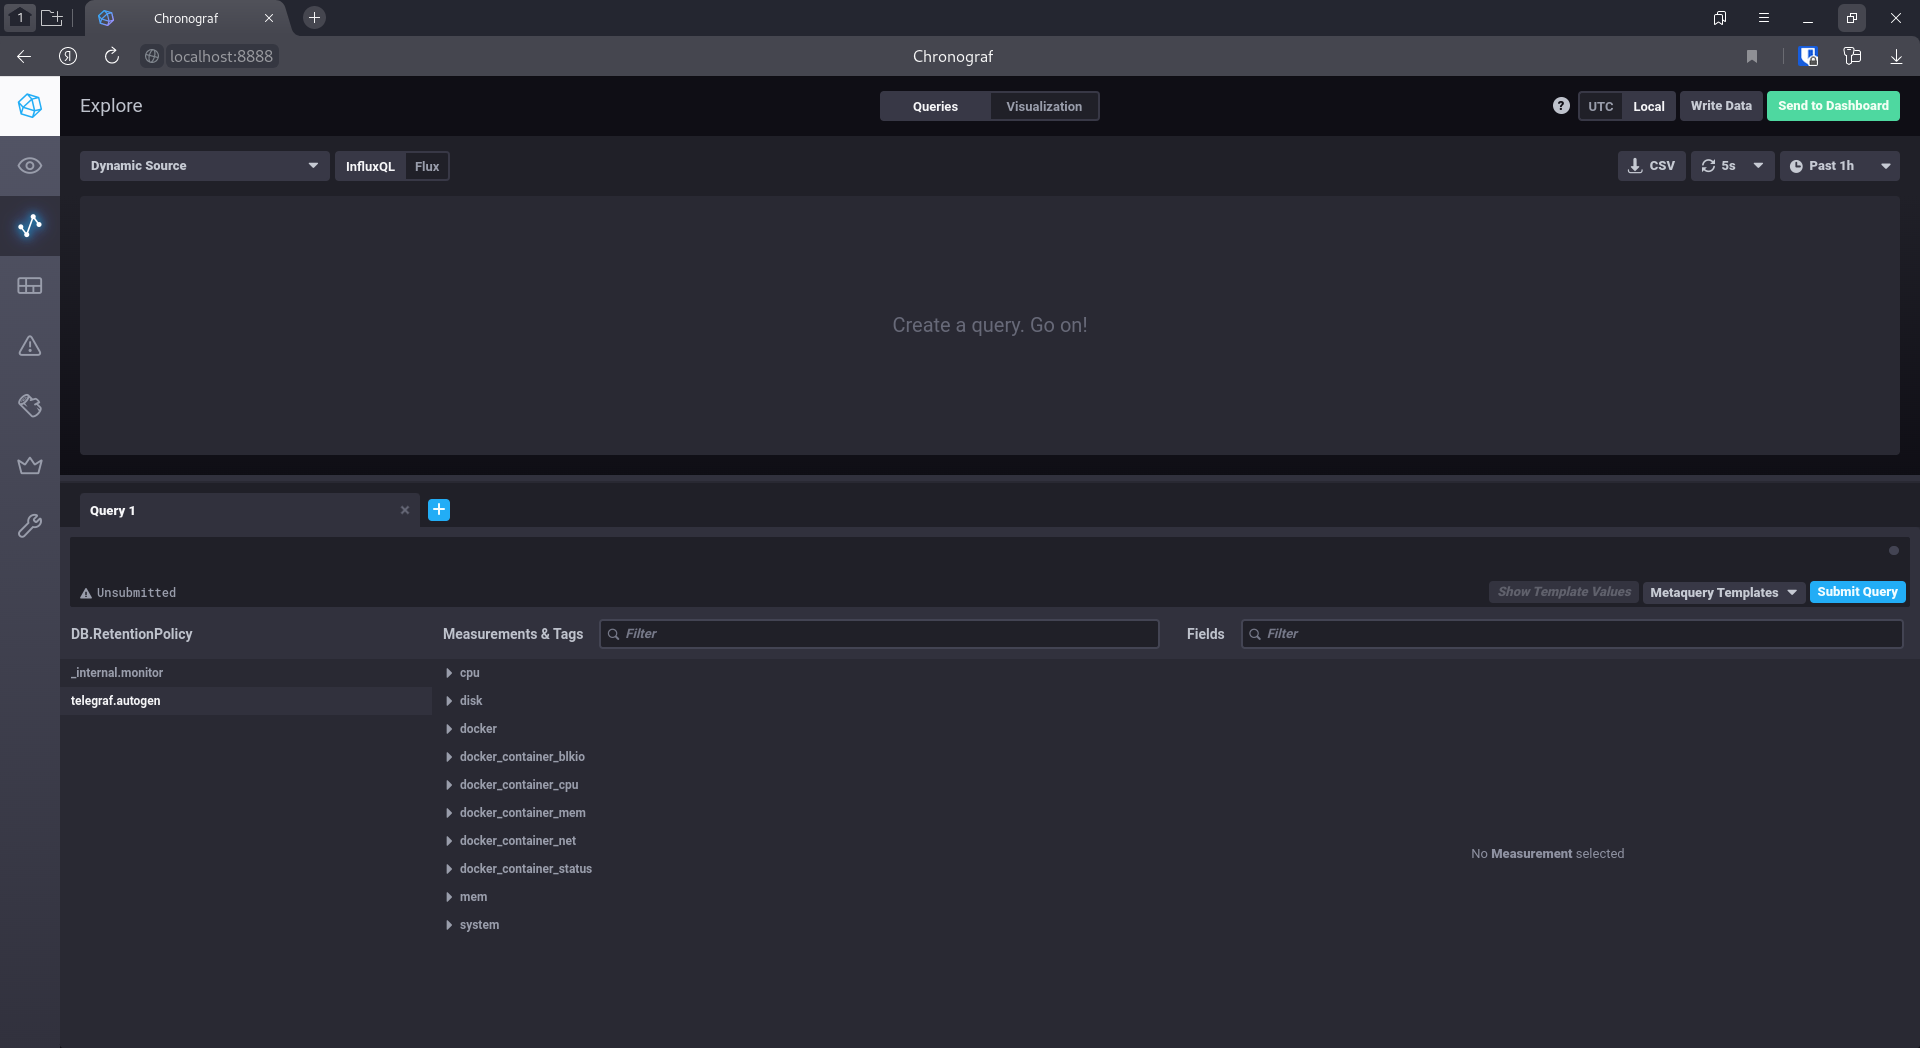 1
Chronograf
Я
localhost:8888
Chronograf
Explore
Queries
Visualization
?
UTC
Local
Write Data
Send to Dashboard
Dynamic Source
InfluxQL
Flux
CSV
5s
Past 1h
Create a query. Go on!
Query 1
Unsubmitted
Show Template Values
Metaquery Templates
Submit Query
DB.RetentionPolicy
Measurements & Tags
Filter
Fields
Filter
_internal.monitor
telegraf.autogen
cpu
disk
docker
docker_container_blkio
docker_container_cpu
docker_container_mem
docker_container_net
docker_container_status
mem
system
No Measurement selected